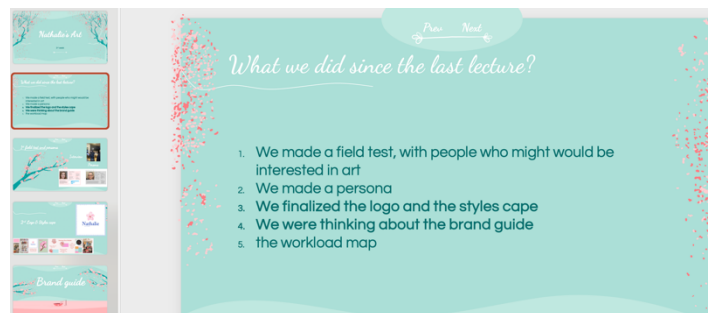 Nathalia's Art
Prev Next
What we did since the last lecture?
1. We made a field test, with people who might would be
interested in art
2. We made a persona
3. We finalized the logo and the styles cape
4. We were thinking about the brand guide
5. the workload map
Nathalia
Brand guide